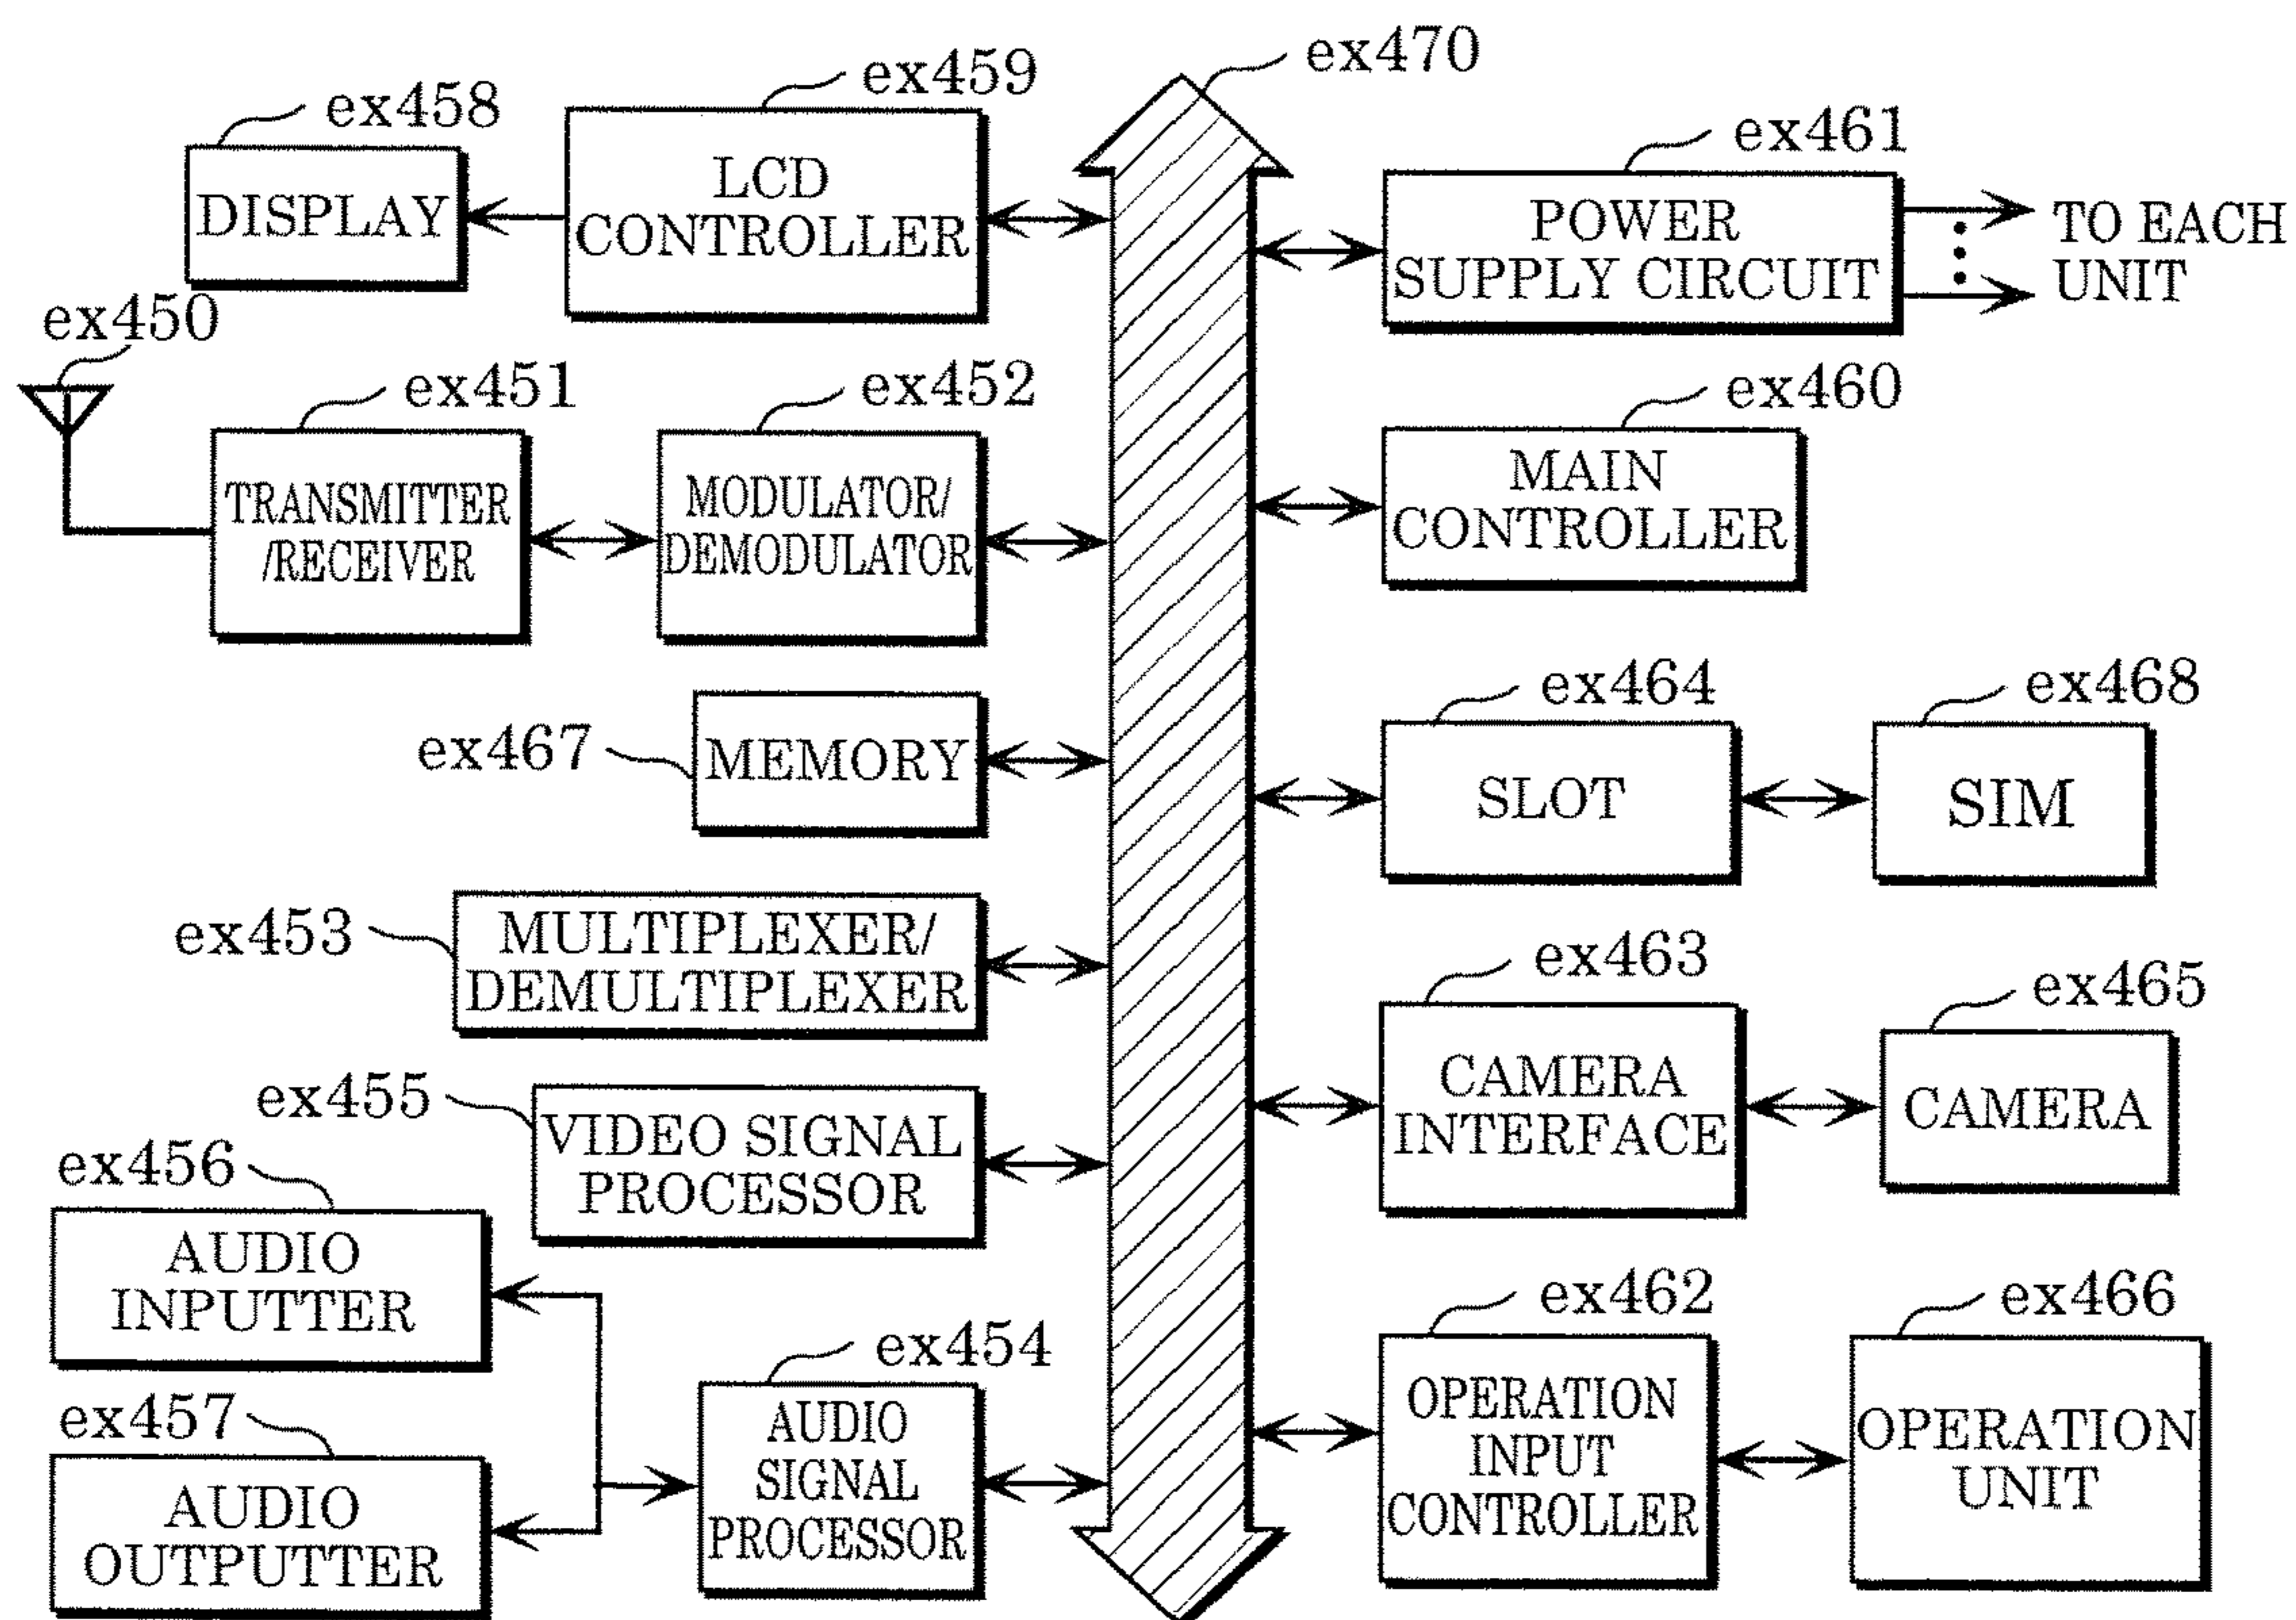 ex459
ex470
ex458
ex461
LCD
CONTROLLER
DISPLAY
POWER
SUPPLY CIRCUIT
TO EACH
UNIT
ex450
ex451
ex452
ex460
TRANSMITTER
/RECEIVER
MODULATOR/
DEMODULATOR
MAIN
CONTROLLER
ex464
ex468
ex467
MEMORY
SLOT
SIM
ex453
MULTIPLEXER/
DEMULTIPLEXER
ex463
ex465
ex455
VIDEO SIGNAL
PROCESSOR
CAMERA
INTERFACE
CAMERA
ex456
AUDIO
INPUTTER
ex454
ex462
ex466
ex457
AUDIO
OUTPUTTER
AUDIO
SIGNAL
PROCESSOR
OPERATION
INPUT
CONTROLLER
OPERATION
UNIT